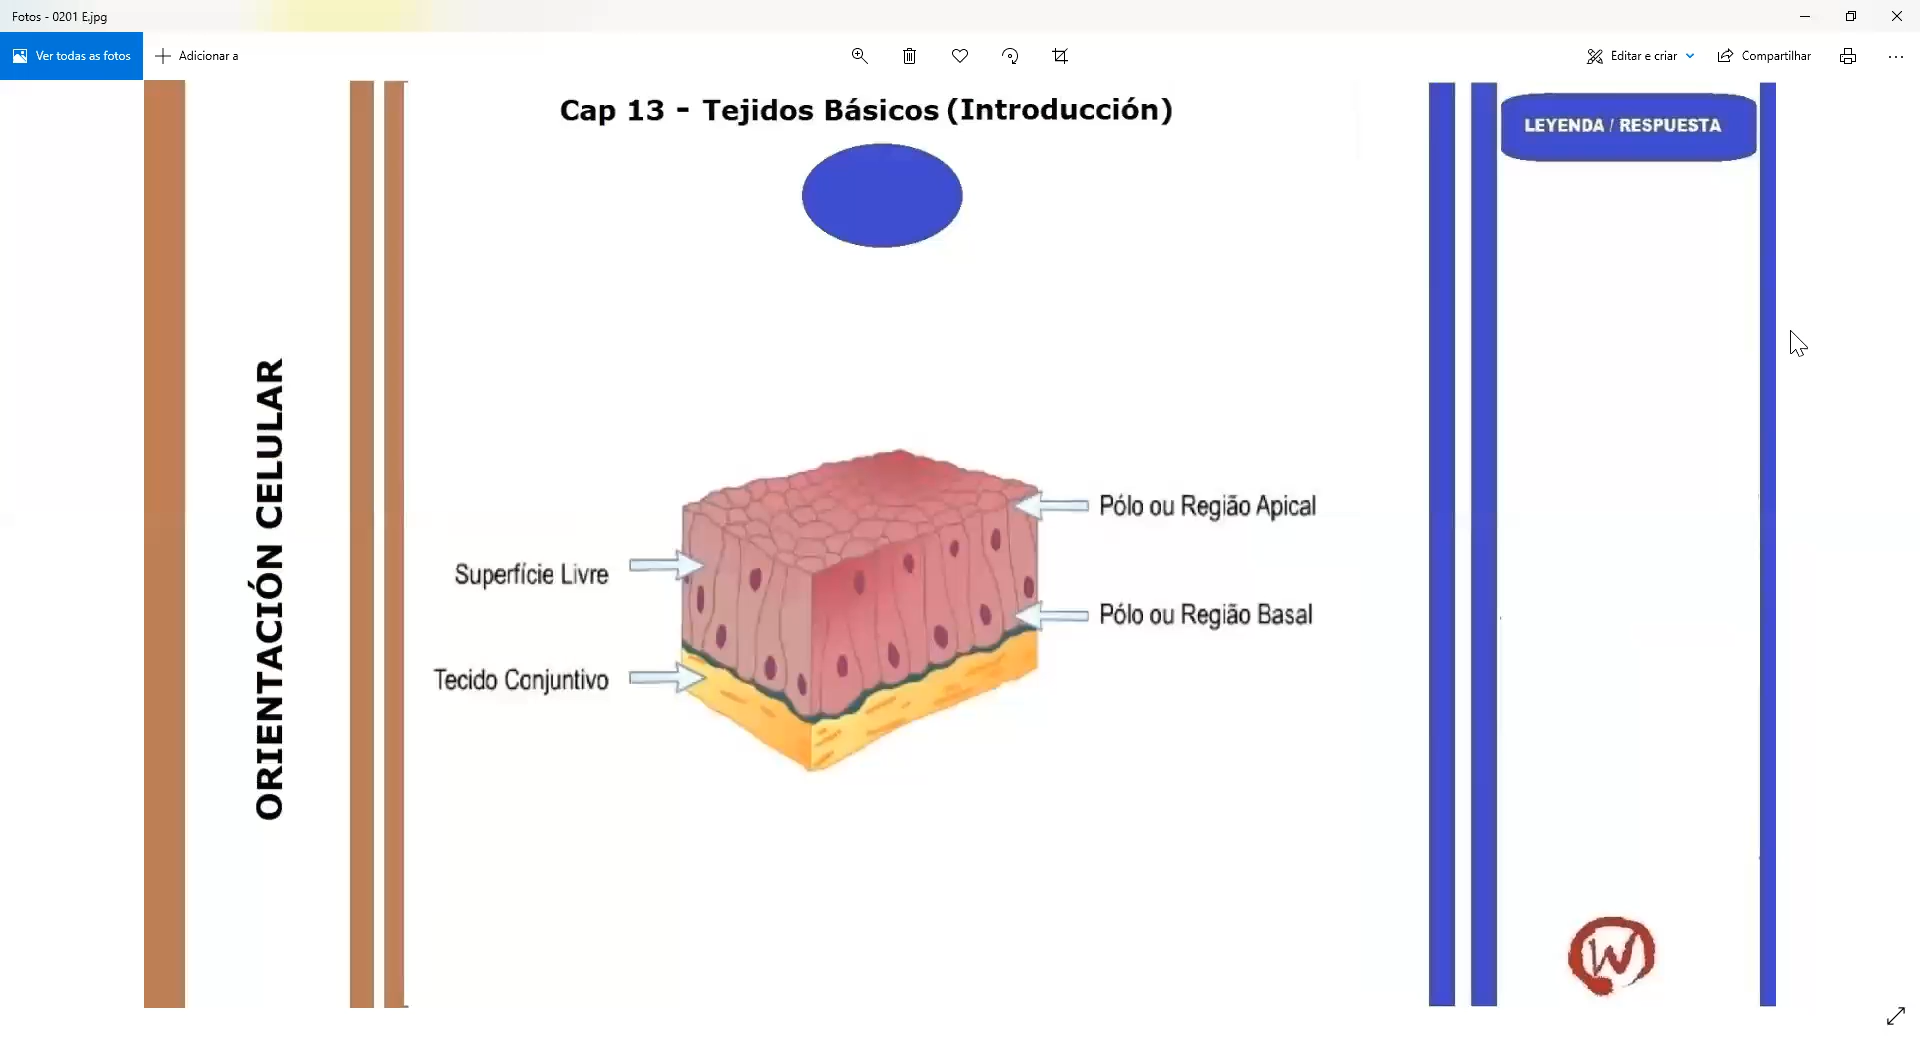 Fotos - 0201 E.jpg
Ver todas as fotos
Adicionar a
Editar e criar
Compartilhar
Cap 13 - Tejidos Básicos (Introducción)
LEYENDA / RESPUESTA
ORIENTACIÓN CELULAR
Pólo ou Região Apical
Superfície Livre
Pólo ou Região Basal
Tecido Conjuntivo
W